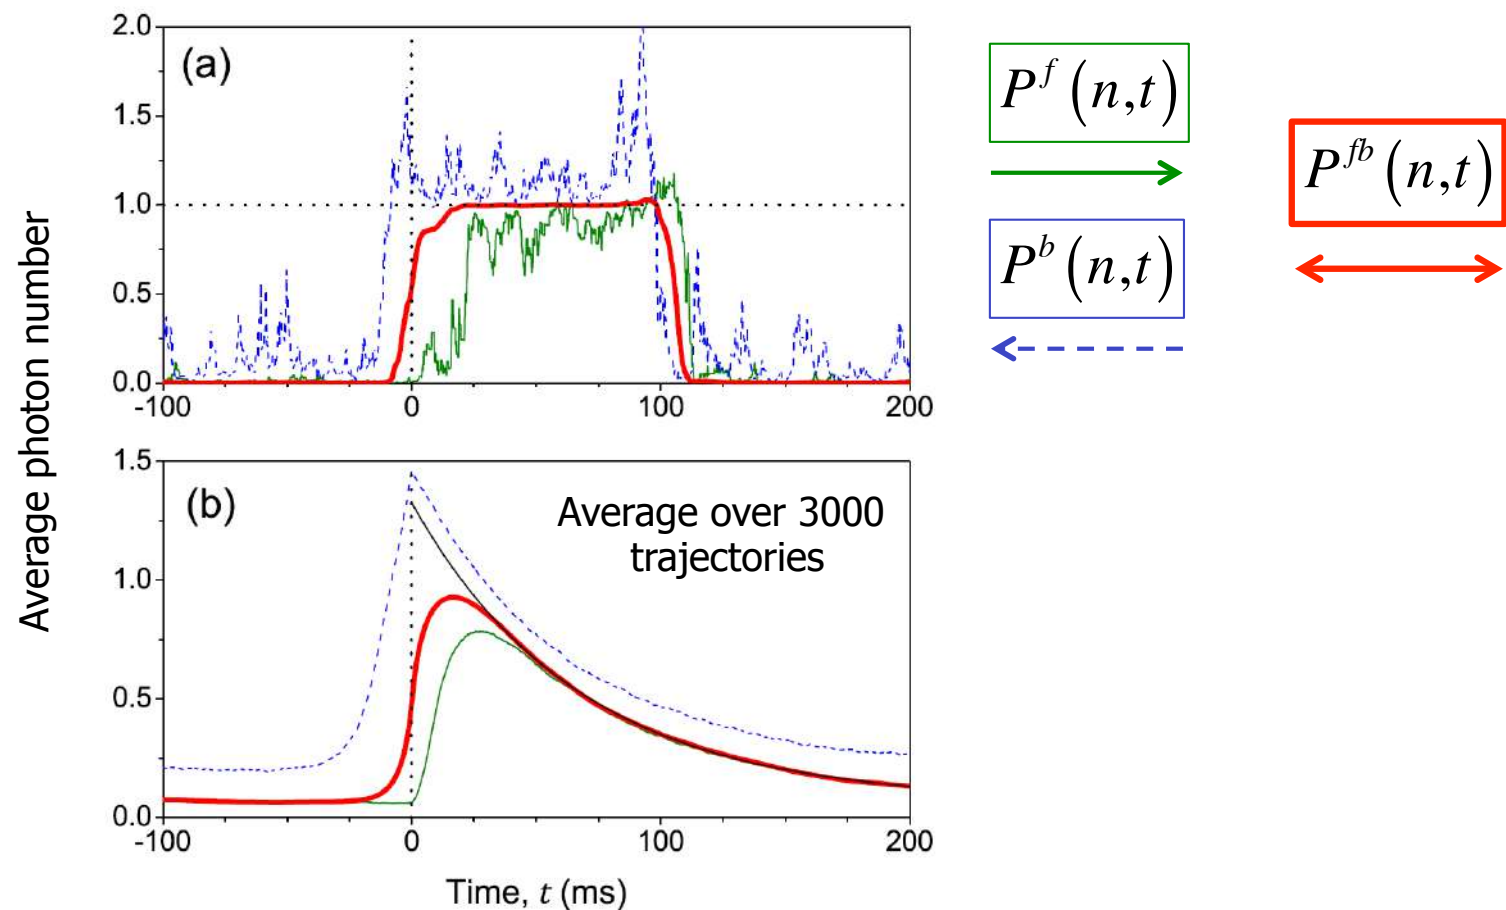 2.0
(a)
1.5
1.0
0.5
0.0
-100 0 100 200
P^f (n,t)
P^b (n,t)
P^{fb} (n,t)
Average photon number
1.5
(b)
Average over 3000
trajectories
1.0
0.5
0.0
-100 0 100 200
Time, t (ms)